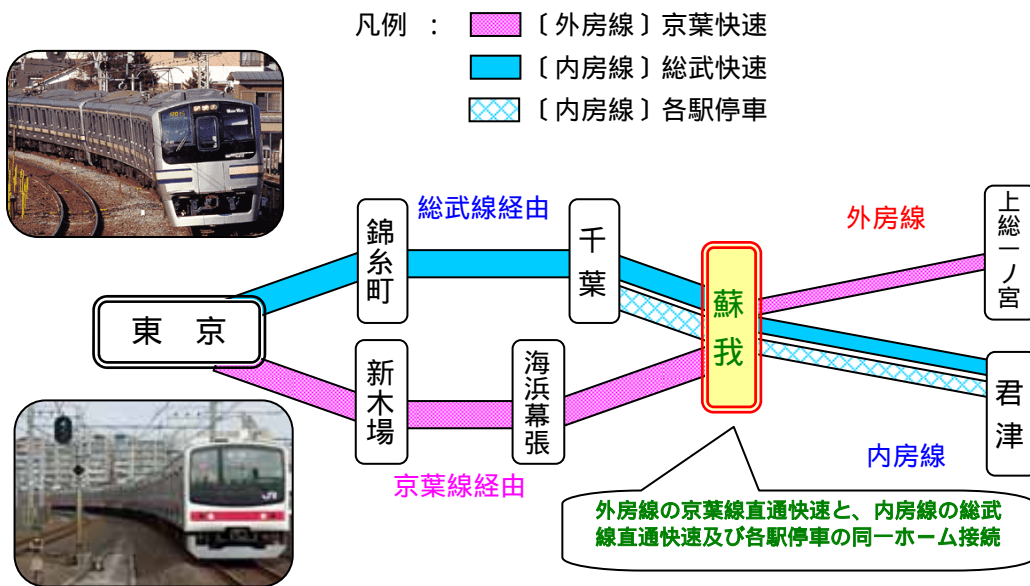 凡例 ： 〔外房線〕京葉快速
〔内房線〕総武快速
〔内房線〕各駅停車
総武線経由
外房線
上総一ノ宮
錦糸町
千葉
蘇我
東 京
新木場
海浜幕張
君津
内房線
京葉線経由
外房線の京葉線直通快速と、内房線の総武
線直通快速及び各駅停車の同一ホーム接続